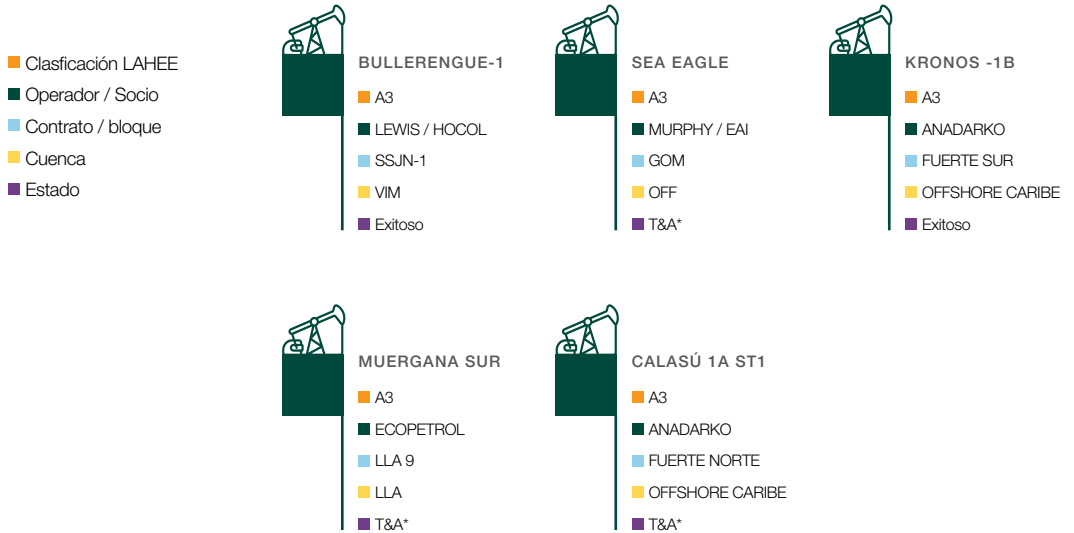 Clasficación LAHEE
Operador / Socio
Contrato / bloque
Cuenca
Estado
BULLERENGUE-1
A3
LEWIS / HOCOL
SSJN-1
VIM
Exitoso
SEA EAGLE
A3
MURPHY / EAI
GOM
OFF
T&A*
KRONOS -1B
A3
ANADARKO
FUERTE SUR
OFFSHORE CARIBE
Exitoso
MUERGANA SUR
A3
ECOPETROL
LLA 9
LLA
T&A*
CALASÚ 1A ST1
A3
ANADARKO
FUERTE NORTE
OFFSHORE CARIBE
T&A*